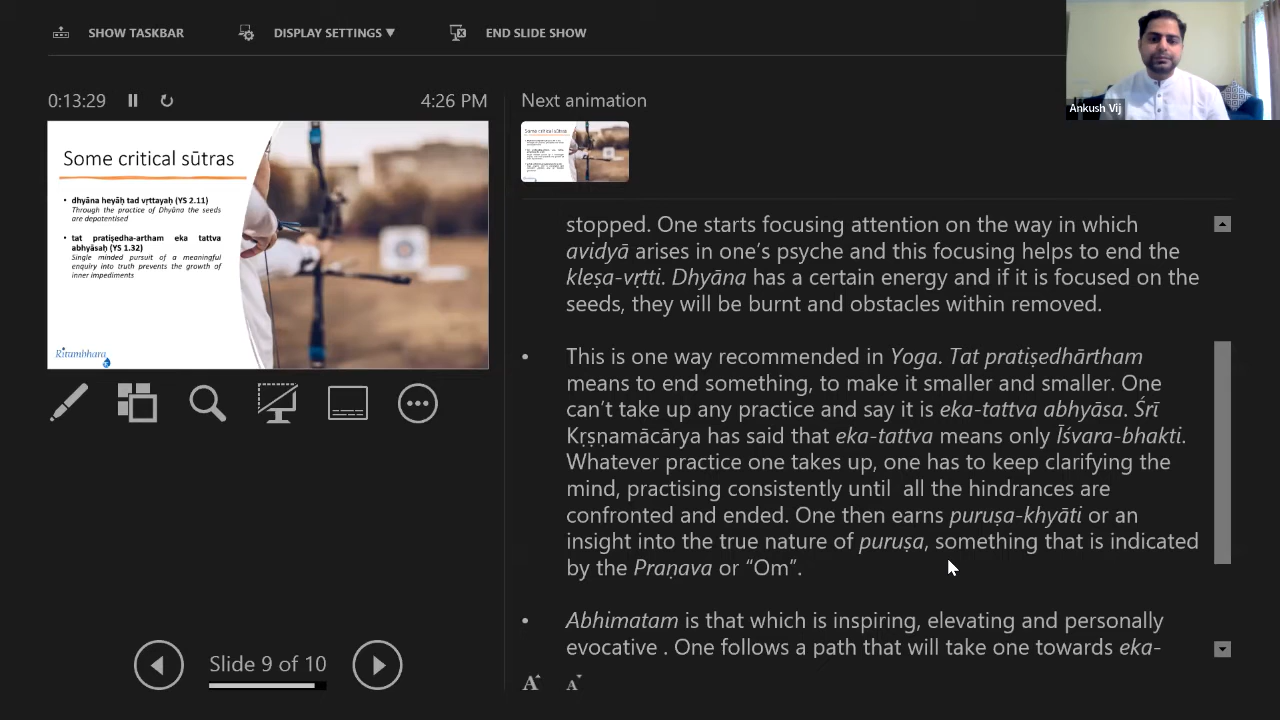 SHOW TASKBAR DISPLAY SETTINGS ▼ END SLIDE SHOW
Ankush Vij
0:13:29 4:26 PM
Next animation
Some critical sūtras
• dhyāna heyāḥ tad vṛttayaḥ (YS 2.11)
Through the practice of Dhyāna the seeds
are depotentised
• tat pratiṣedha-artham eka tattva
abhyāsaḥ (YS 1.32)
Single minded pursuit of a meaningful
enquiry into truth prevents the growth of
inner impediments
Ritambhara
Some critical sūtras
stopped. One starts focusing attention on the way in which
avidyā arises in one’s psyche and this focusing helps to end the
kleṣa-vṛtti. Dhyāna has a certain energy and if it is focused on the
seeds, they will be burnt and obstacles within removed.
• This is one way recommended in Yoga. Tat pratiṣedhārtham
means to end something, to make it smaller and smaller. One
can’t take up any practice and say it is eka-tattva abhyāsa. Śrī
Kṛṣṇamācārya has said that eka-tattva means only Īśvara-bhakti.
Whatever practice one takes up, one has to keep clarifying the
mind, practising consistently until  all the hindrances are
confronted and ended. One then earns puruṣa-khyāti or an
insight into the true nature of puruṣa, something that is indicated
by the Praṇava or “Om”.
• Abhimatam is that which is inspiring, elevating and personally
evocative . One follows a path that will take one towards eka-
Slide 9 of 10
A A